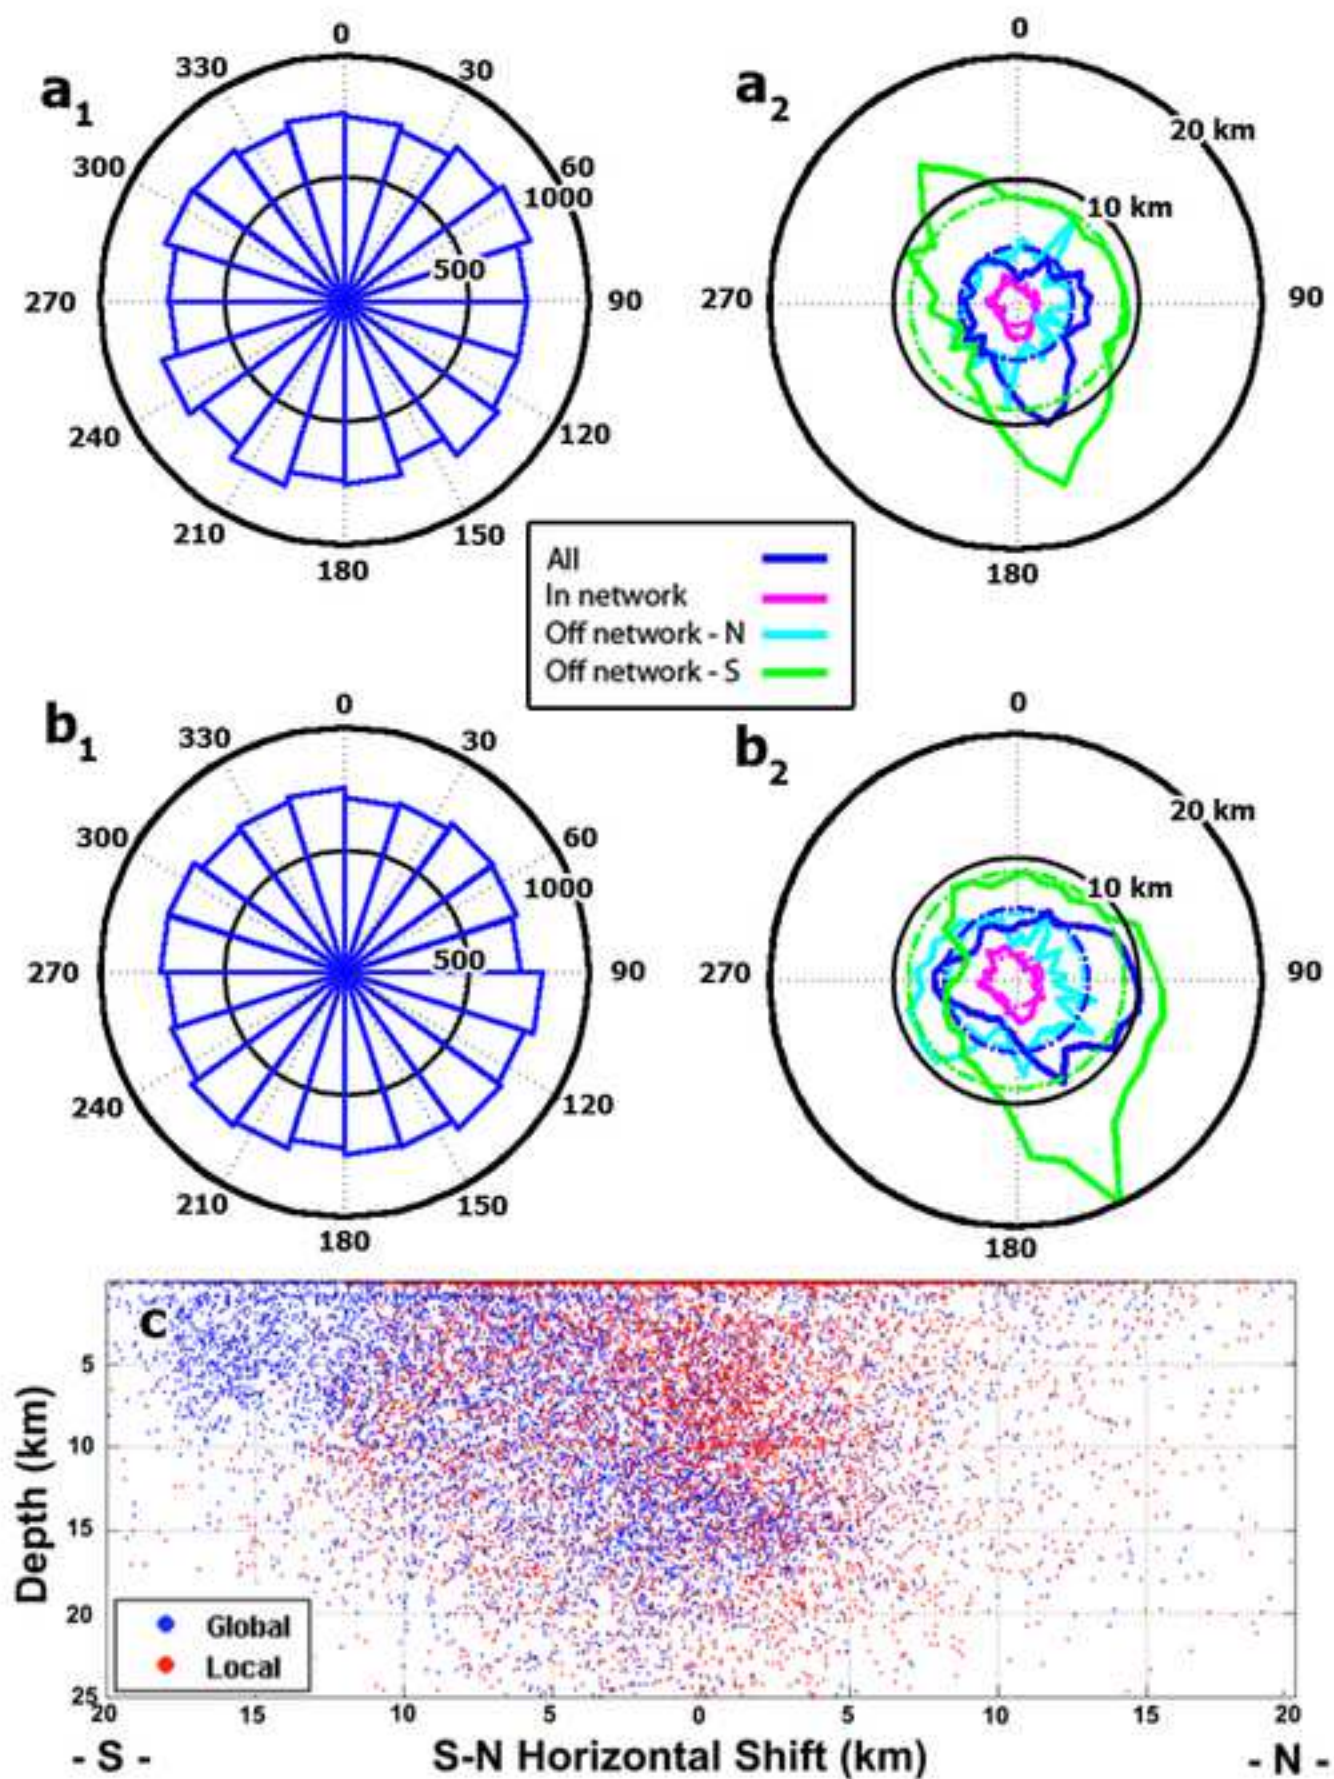 a1
0
30
60
1000
500
90
120
150
180
210
240
270
300
330
a2
0
20 km
10 km
90
180
270
All
In network
Off network - N
Off network - S
b1
0
30
60
1000
500
90
120
150
180
210
240
270
300
330
b2
0
20 km
10 km
90
180
270
c
Depth (km)
5
10
15
20
25
Global
Local
20 15 10 5 0 5 10 15 20
- S - S-N Horizontal Shift (km) - N -